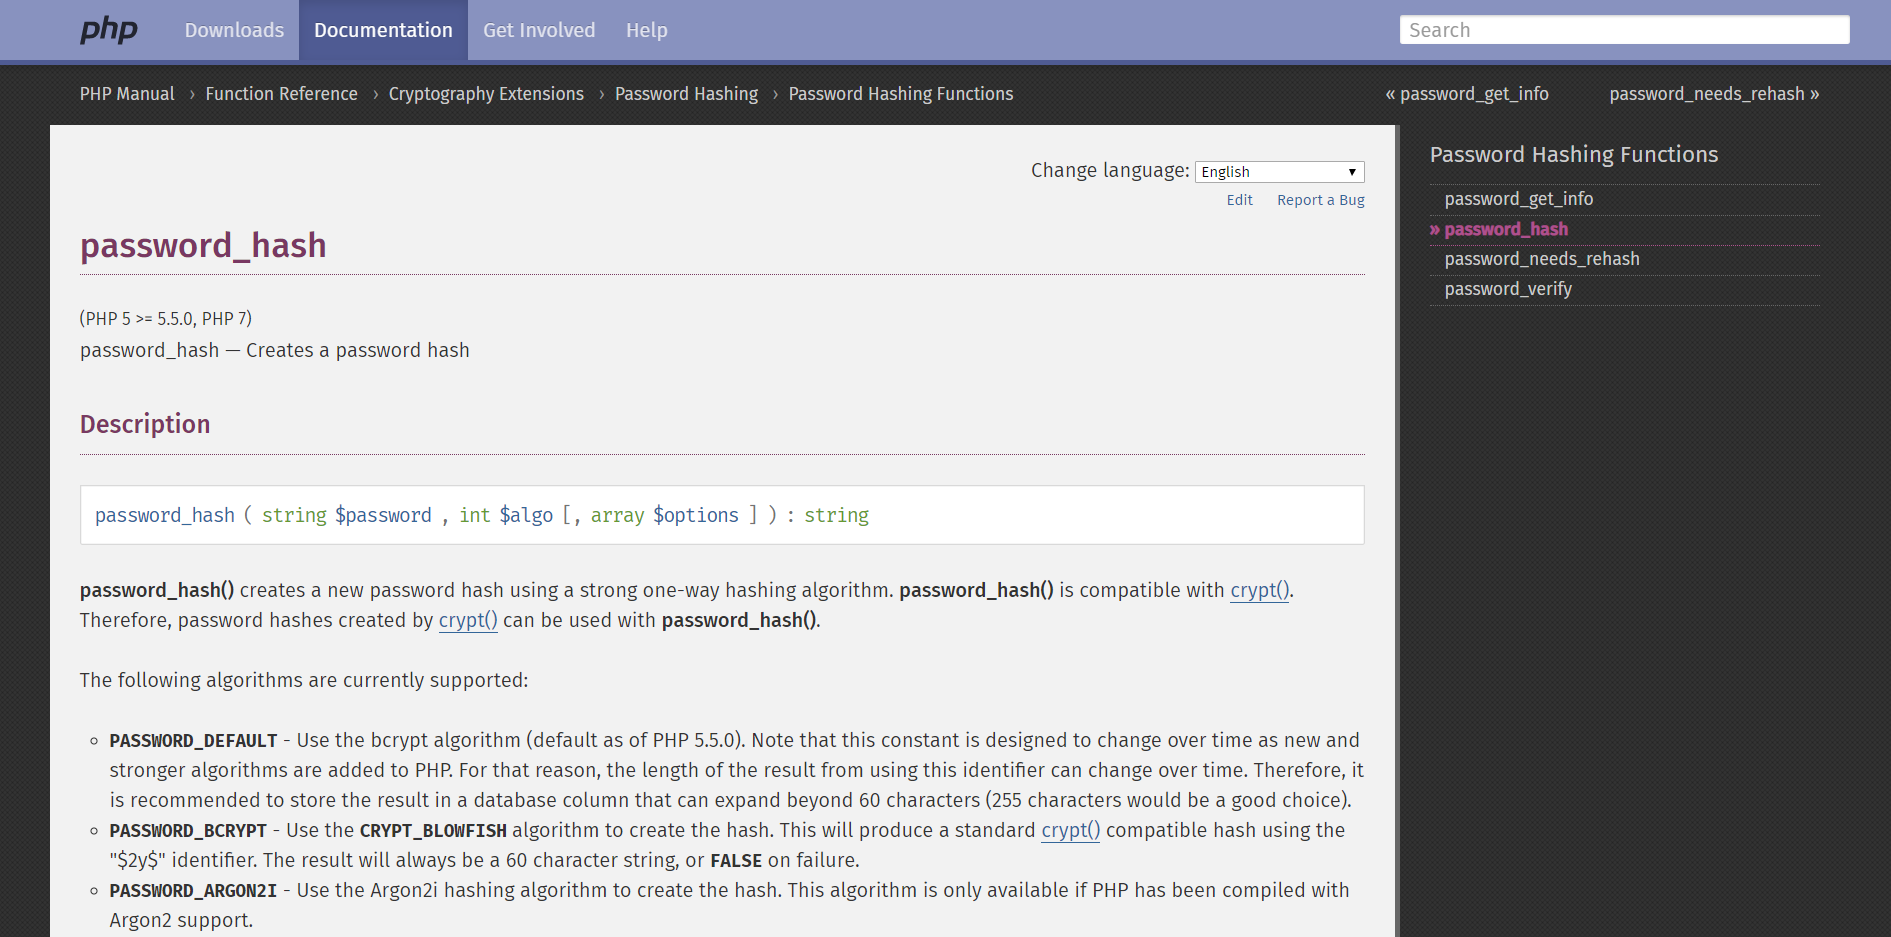 php Downloads Documentation Get Involved Help Search
PHP Manual › Function Reference › Cryptography Extensions › Password Hashing › Password Hashing Functions « password_get_info password_needs_rehash »
Change language: English ▼
Edit Report a Bug
password_hash
(PHP 5 >= 5.5.0, PHP 7)
password_hash — Creates a password hash
Description
password_hash ( string $password , int $algo [, array $options ] ) : string
password_hash() creates a new password hash using a strong one-way hashing algorithm. password_hash() is compatible with crypt().
Therefore, password hashes created by crypt() can be used with password_hash().
The following algorithms are currently supported:
PASSWORD_DEFAULT - Use the bcrypt algorithm (default as of PHP 5.5.0). Note that this constant is designed to change over time as new and
stronger algorithms are added to PHP. For that reason, the length of the result from using this identifier can change over time. Therefore, it
is recommended to store the result in a database column that can expand beyond 60 characters (255 characters would be a good choice).
PASSWORD_BCRYPT - Use the CRYPT_BLOWFISH algorithm to create the hash. This will produce a standard crypt() compatible hash using the
"$2y$" identifier. The result will always be a 60 character string, or FALSE on failure.
PASSWORD_ARGON2I - Use the Argon2i hashing algorithm to create the hash. This algorithm is only available if PHP has been compiled with
Argon2 support.
Password Hashing Functions
password_get_info
» password_hash
password_needs_rehash
password_verify